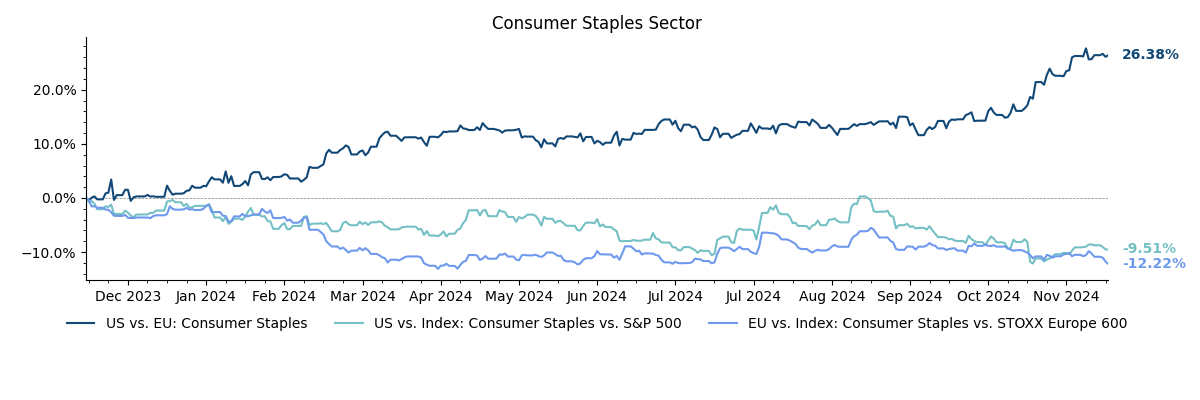 Consumer Staples Sector
26.38%
20.0%
10.0%
0.0%
−10.0%
-9.51%
-12.22%
Dec 2023 Jan 2024 Feb 2024 Mar 2024 Apr 2024 May 2024 Jun 2024 Jul 2024 Jul 2024 Aug 2024 Sep 2024 Oct 2024 Nov 2024
US vs. EU: Consumer Staples US vs. Index: Consumer Staples vs. S&P 500 EU vs. Index: Consumer Staples vs. STOXX Europe 600